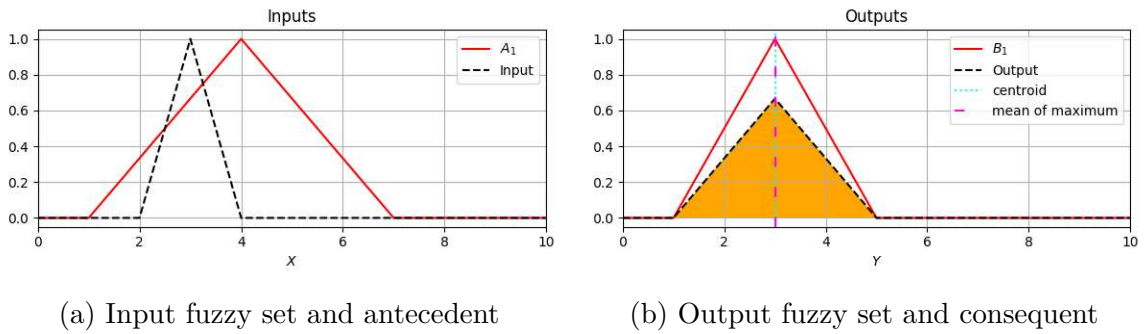 Inputs
1.0
0.8
0.6
0.4
0.2
0.0
0 2 4 6 8 10
X
A₁
Input
Outputs
1.0
0.8
0.6
0.4
0.2
0.0
0 2 4 6 8 10
Y
B₁
Output
centroid
mean of maximum
(a) Input fuzzy set and antecedent
(b) Output fuzzy set and consequent